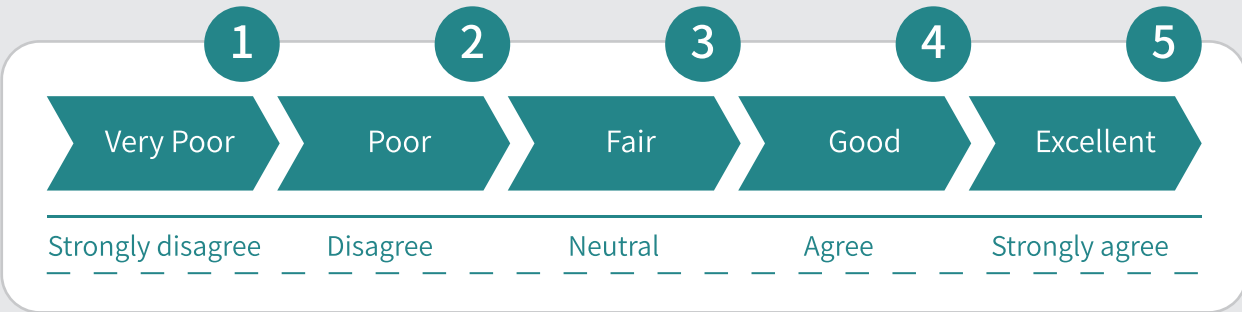 1 2 3 4 5
Very Poor Poor Fair Good Excellent
Strongly disagree Disagree Neutral Agree Strongly agree